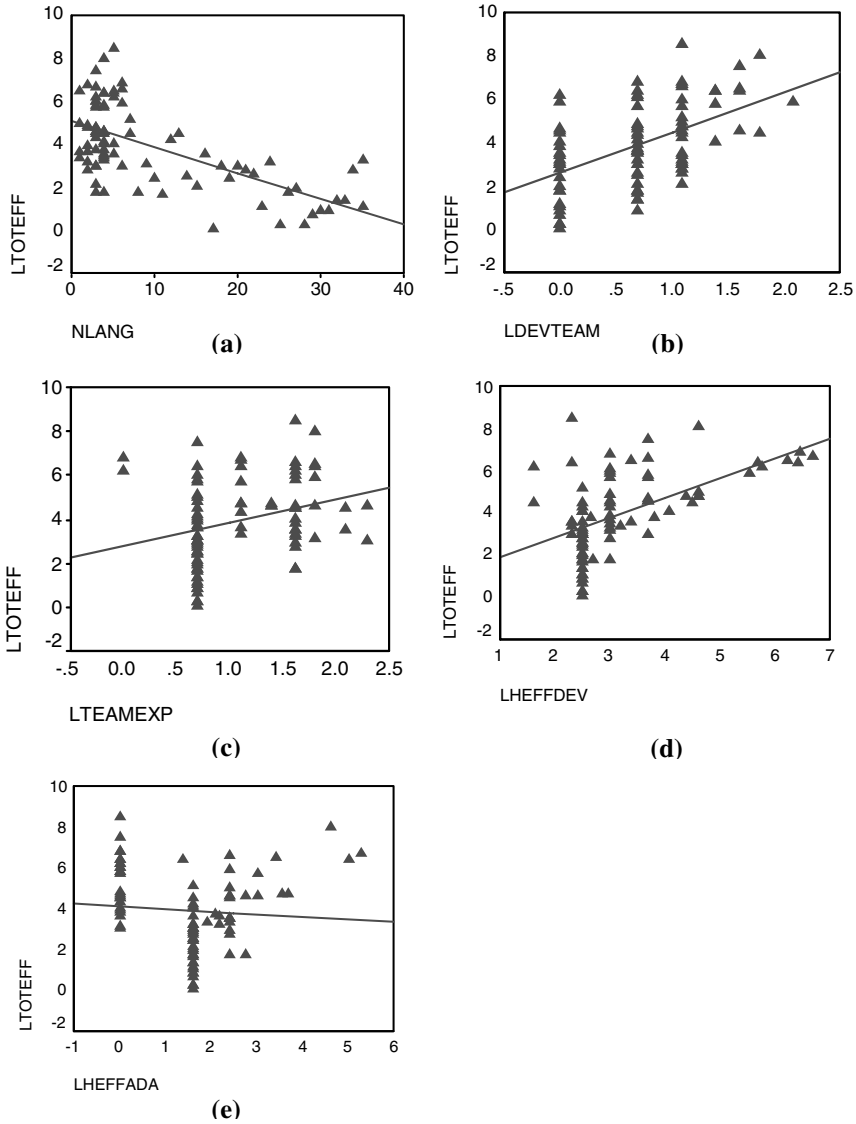 10
8
6
4
2
0
-2
LTOTEFF
0 10 20 30 40
NLANG
(a)
10
8
6
4
2
0
-2
LTOTEFF
-.5 0.0 .5 1.0 1.5 2.0 2.5
LDEVTEAM
(b)
10
8
6
4
2
0
-2
LTOTEFF
-.5 0.0 .5 1.0 1.5 2.0 2.5
LTEAMEXP
(c)
10
8
6
4
2
0
-2
LTOTEFF
1 2 3 4 5 6 7
LHEFFDEV
(d)
10
8
6
4
2
0
-2
LTOTEFF
-1 0 1 2 3 4 5 6
LHEFFADA
(e)